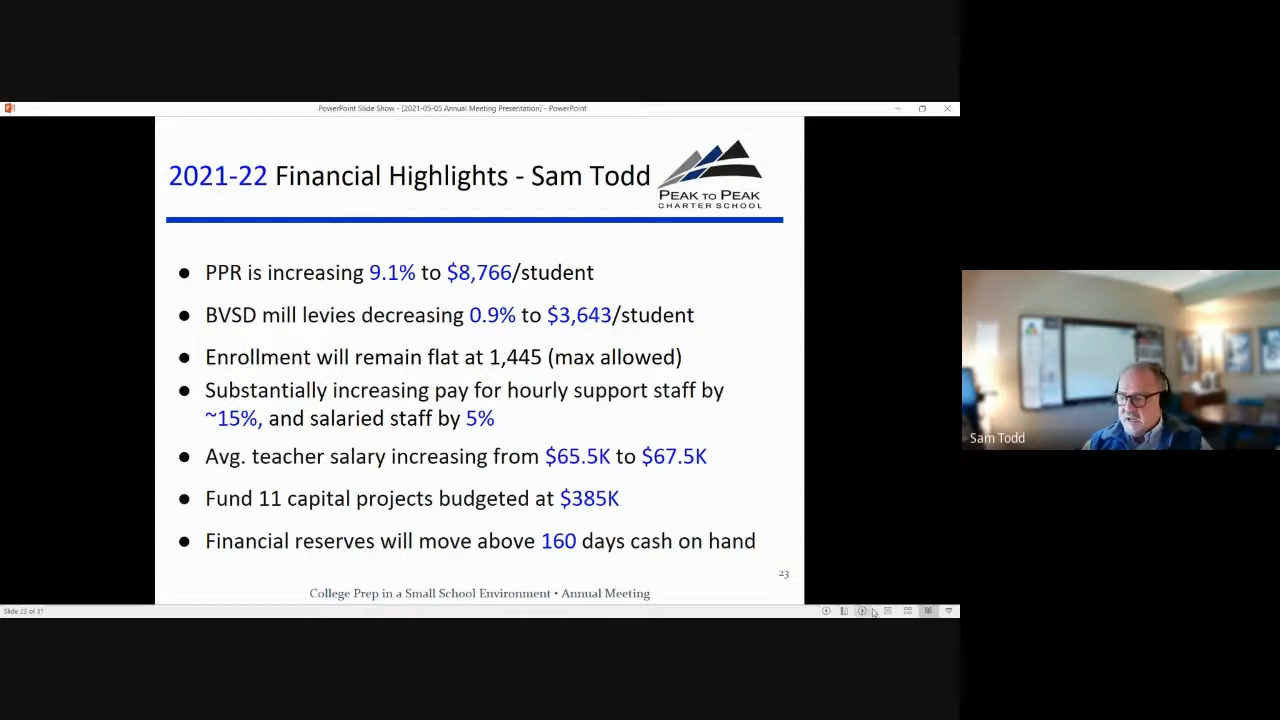 PowerPoint Slide Show - [2021-05-05 Annual Meeting Presentation] - PowerPoint
2021-22 Financial Highlights - Sam Todd
PEAK TO PEAK
CHARTER SCHOOL
● PPR is increasing 9.1% to $8,766/student
● BVSD mill levies decreasing 0.9% to $3,643/student
● Enrollment will remain flat at 1,445 (max allowed)
● Substantially increasing pay for hourly support staff by
~15%, and salaried staff by 5%
● Avg. teacher salary increasing from $65.5K to $67.5K
● Fund 11 capital projects budgeted at $385K
● Financial reserves will move above 160 days cash on hand
23
College Prep in a Small School Environment • Annual Meeting
Slide 23 of 31
Sam Todd